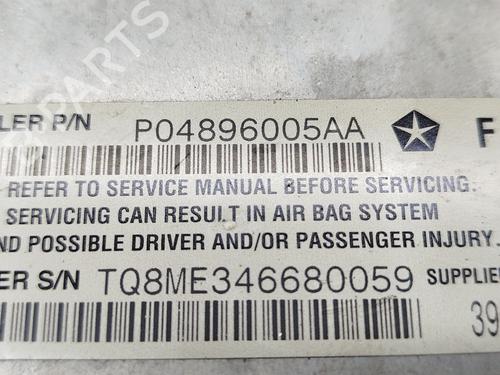 LER P/N P04896005AA F
REFER TO SERVICE MANUAL BEFORE SERVICING.
SERVICING CAN RESULT IN AIR BAG SYSTEM
ND POSSIBLE DRIVER AND/OR PASSENGER INJURY.
ER S/N TQ8ME346680059 SUPPLIE
39
PARTS